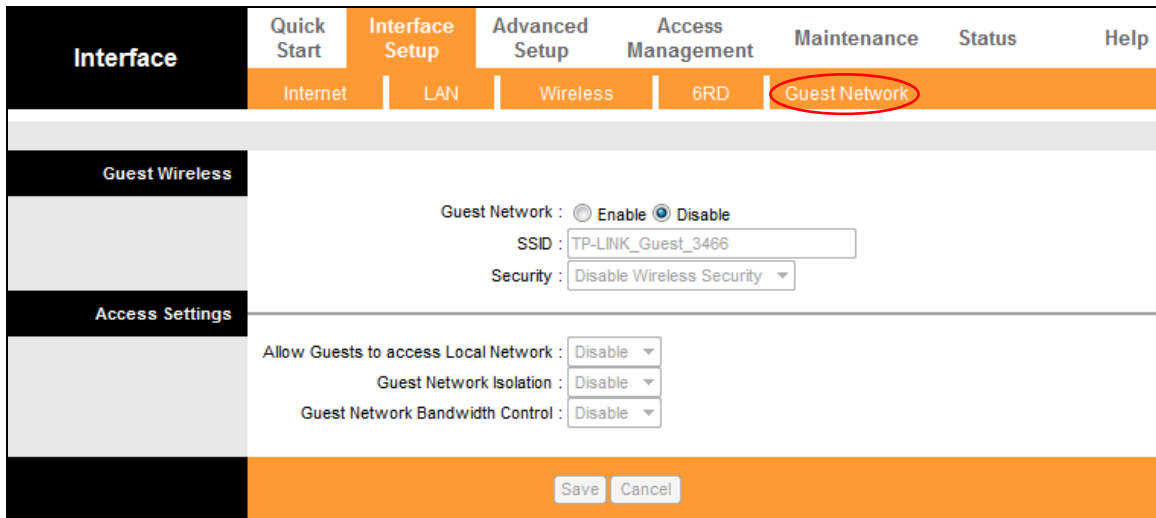 Interface
Quick Start
Interface Setup
Advanced Setup
Access Management
Maintenance
Status
Help
Internet
LAN
Wireless
6RD
Guest Network
Guest Wireless
Guest Network : Enable Disable
SSID : TP-LINK_Guest_3466
Security : Disable Wireless Security
Access Settings
Allow Guests to access Local Network : Disable
Guest Network Isolation : Disable
Guest Network Bandwidth Control : Disable
Save Cancel